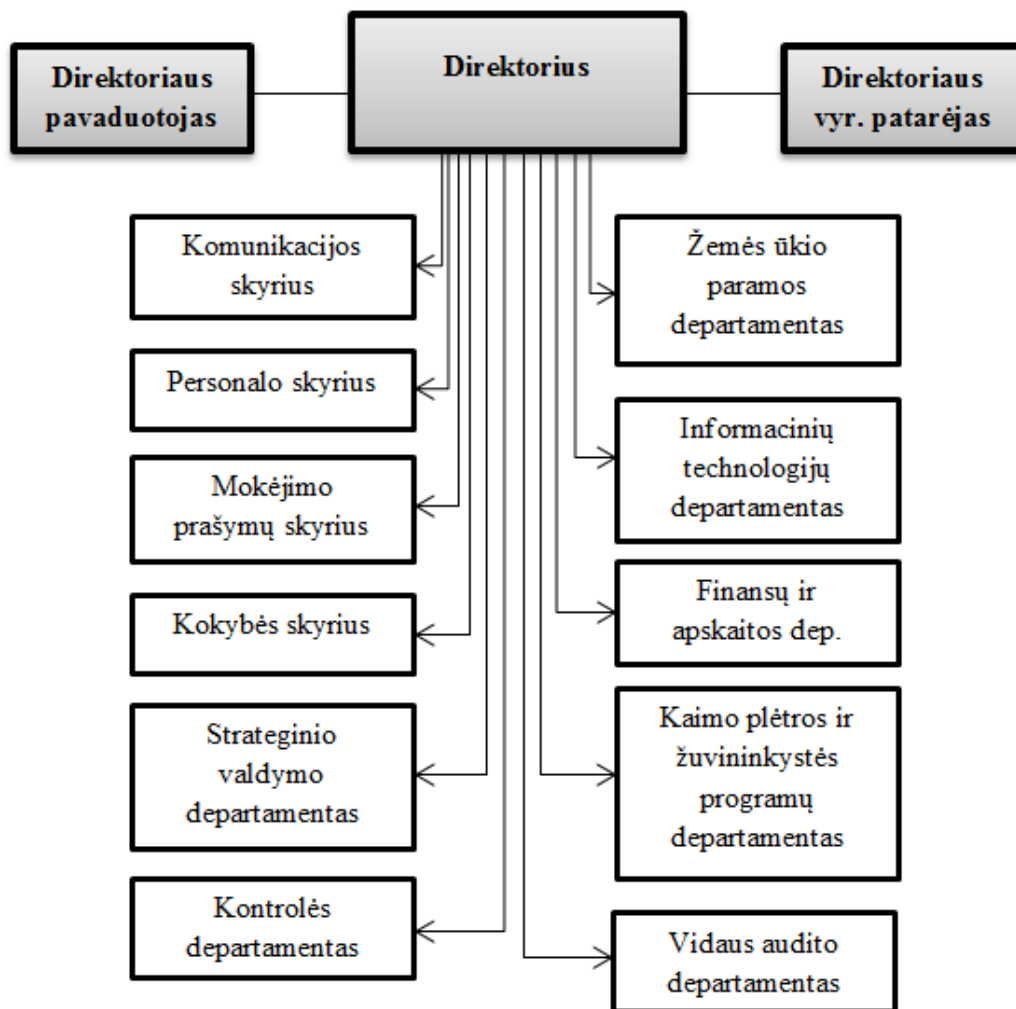 Direktoriaus
pavaduotojas
Direktorius
Direktoriaus
vyr. patarėjas
Komunikacijos
skyrius
Personalo skyrius
Mokėjimo
prašymų skyrius
Kokybės skyrius
Strateginio
valdymo
departamentas
Kontrolės
departamentas
Žemės ūkio
paramos
departamentas
Informacinių
technologijų
departamentas
Finansų ir
apskaitos dep.
Kaimo plėtros ir
žuvininkystės
programų
departamentas
Vidaus audito
departamentas